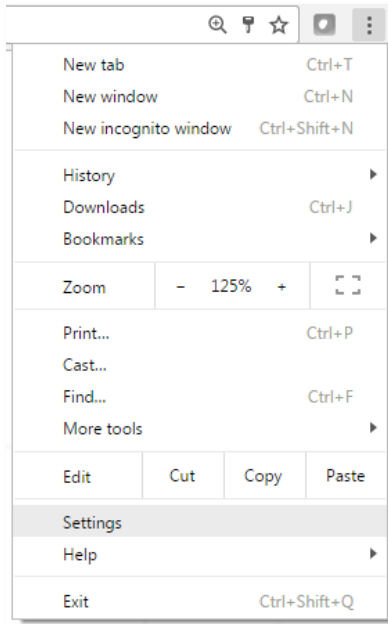 New tab Ctrl+T
New window Ctrl+N
New incognito window Ctrl+Shift+N
History
Downloads Ctrl+J
Bookmarks
Zoom - 125% +
Print... Ctrl+P
Cast...
Find... Ctrl+F
More tools
Edit Cut Copy Paste
Settings
Help
Exit Ctrl+Shift+Q